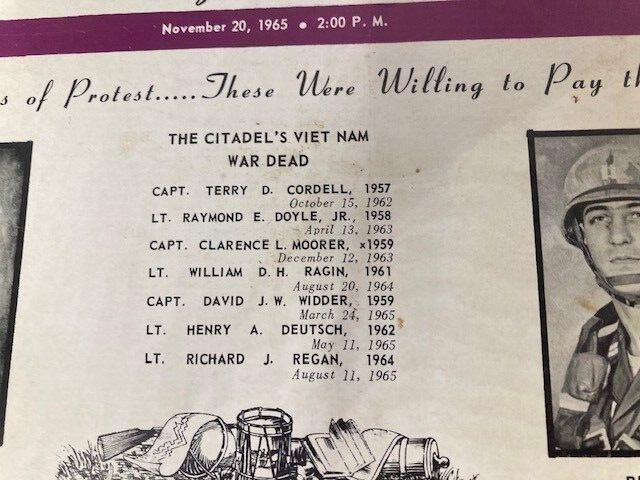 November 20, 1965 • 2:00 P. M.
of Protest.....These Were Willing to Pay
THE CITADEL'S VIET NAM
WAR DEAD
CAPT. TERRY D. CORDELL, 1957
October 15, 1962
LT. RAYMOND E. DOYLE, JR., 1958
April 13, 1963
CAPT. CLARENCE L. MOORER, x1959
December 12, 1963
LT. WILLIAM D. H. RAGIN, 1961
August 20, 1964
CAPT. DAVID J. W. WIDDER, 1959
March 24, 1965
LT. HENRY A. DEUTSCH, 1962
May 11, 1965
LT. RICHARD J. REGAN, 1964
August 11, 1965